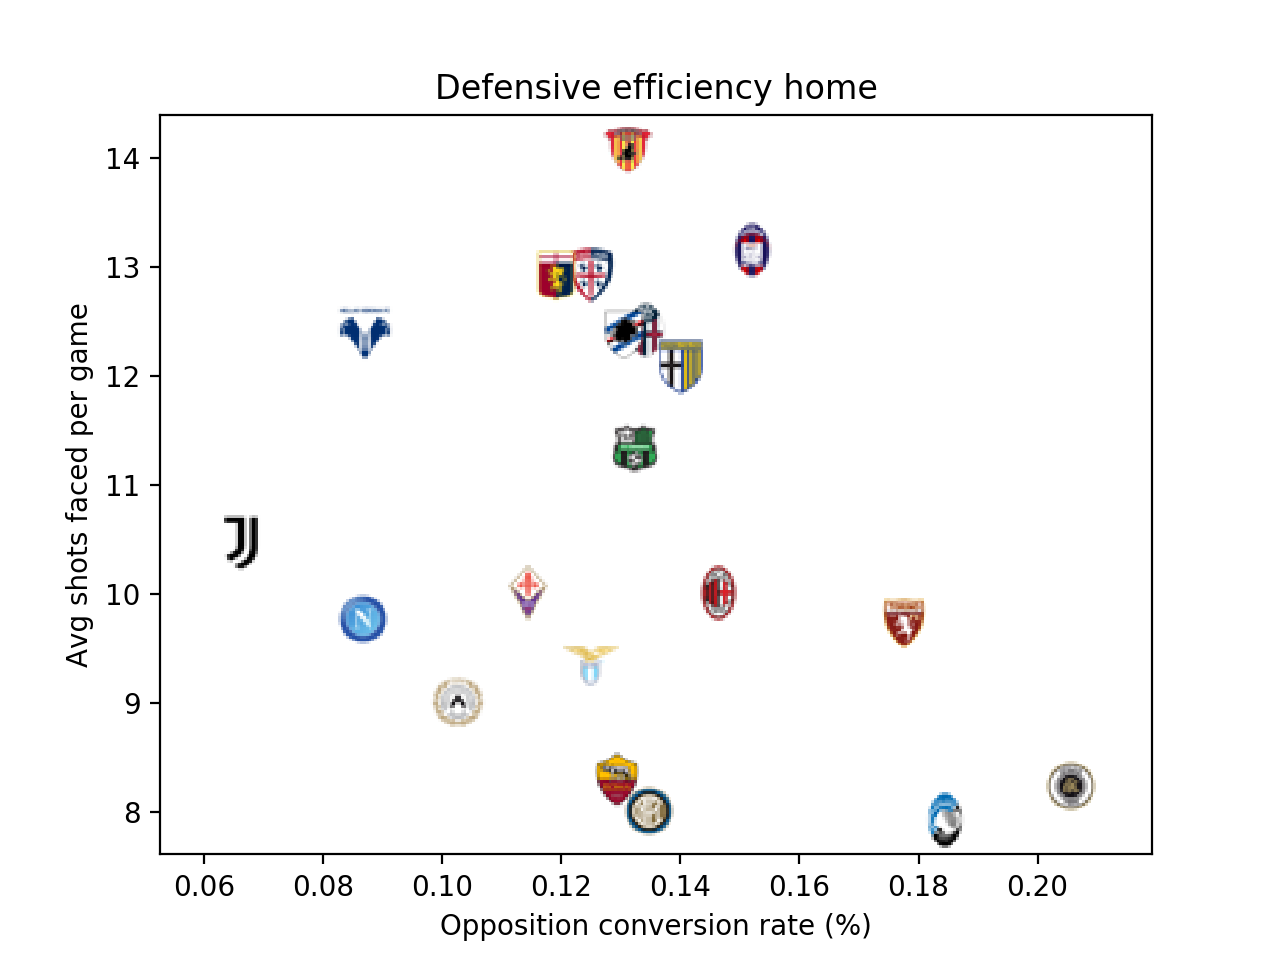 Defensive efficiency home
Avg shots faced per game
14
13
12
11
10
9
8
0.06 0.08 0.10 0.12 0.14 0.16 0.18 0.20
Opposition conversion rate (%)